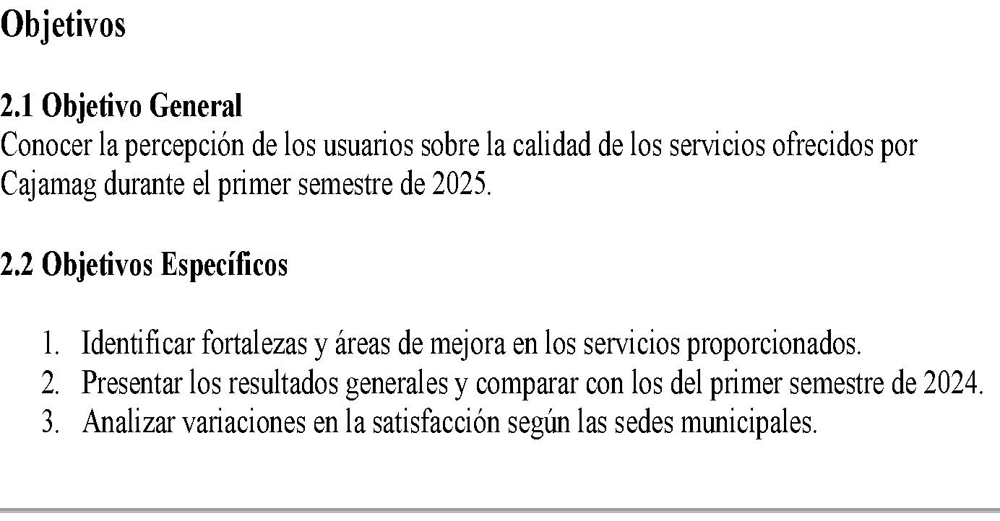 Objetivos
2.1 Objetivo General
Conocer la percepción de los usuarios sobre la calidad de los servicios ofrecidos por
Cajamag durante el primer semestre de 2025.
2.2 Objetivos Específicos
1. Identificar fortalezas y áreas de mejora en los servicios proporcionados.
2. Presentar los resultados generales y comparar con los del primer semestre de 2024.
3. Analizar variaciones en la satisfacción según las sedes municipales.